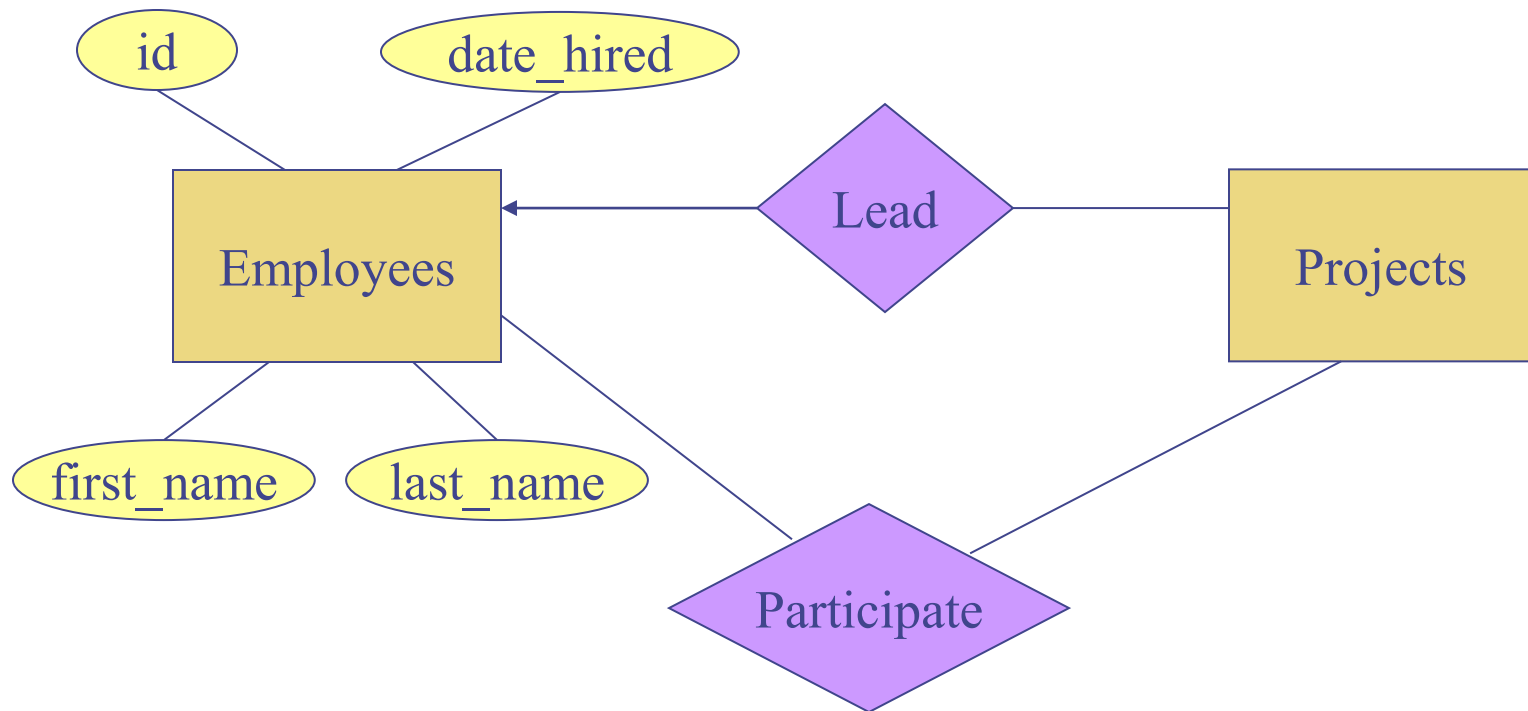 id
date_hired
Lead
Employees
Projects
first_name
last_name
Participate